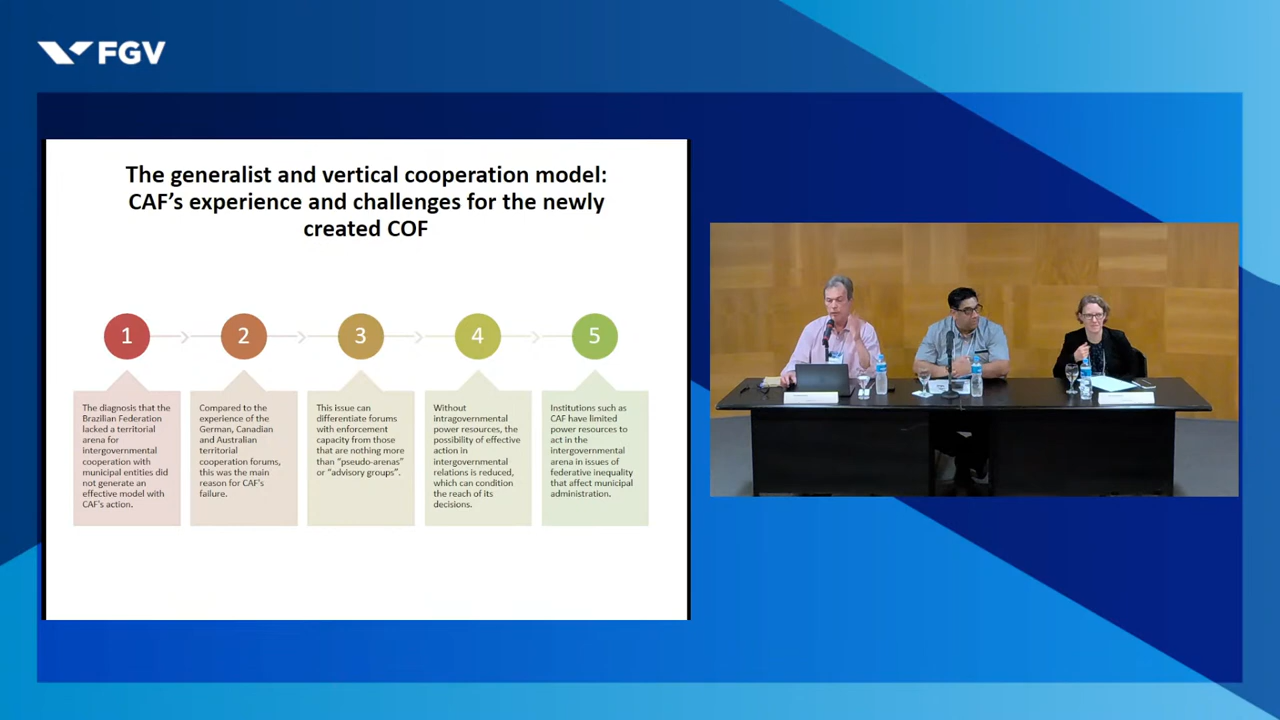 FGV
The generalist and vertical cooperation model:
CAF's experience and challenges for the newly
created COF
1
2
3
4
5
The diagnosis that the
Brazilian Federation
lacked a territorial
arena for
intergovernmental
cooperation with
municipal entities did
not generate an
effective model with
CAF's action.
Compared to the
experience of the
German, Canadian
and Australian
territorial
cooperation forums,
this was the main
reason for CAF's
failure.
This issue can
differentiate forums
with enforcement
capacity from those
that are nothing more
than “pseudo-arenas”
or “advisory groups”.
Without
intragovernmental
power resources, the
possibility of effective
action in
intergovernmental
relations is reduced,
which can condition
the reach of its
decisions.
Institutions such as
CAF have limited
power resources to
act in the
intergovernmental
arena in issues of
federative inequality
that affect municipal
administration.